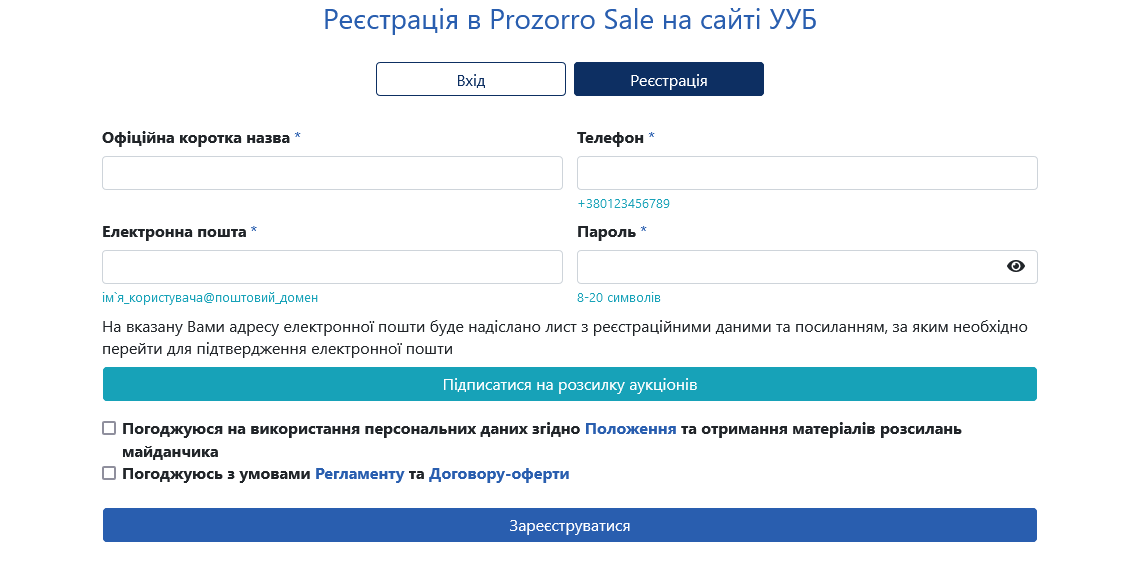 Реєстрація в Prozorro Sale на сайті УУБ
Вхід
Реєстрація
Офіційна коротка назва *
Телефон *
+380123456789
Електронна пошта *
Пароль *
ім`я_користувача@поштовий_домен
8-20 символів
На вказану Вами адресу електронної пошти буде надіслано лист з реєстраційними даними та посиланням, за яким необхідно
перейти для підтвердження електронної пошти
Підписатися на розсилку аукціонів
Погоджуюся на використання персональних даних згідно Положення та отримання матеріалів розсилань
майданчика
Погоджуюсь з умовами Регламенту та Договору-оферти
Зареєструватися